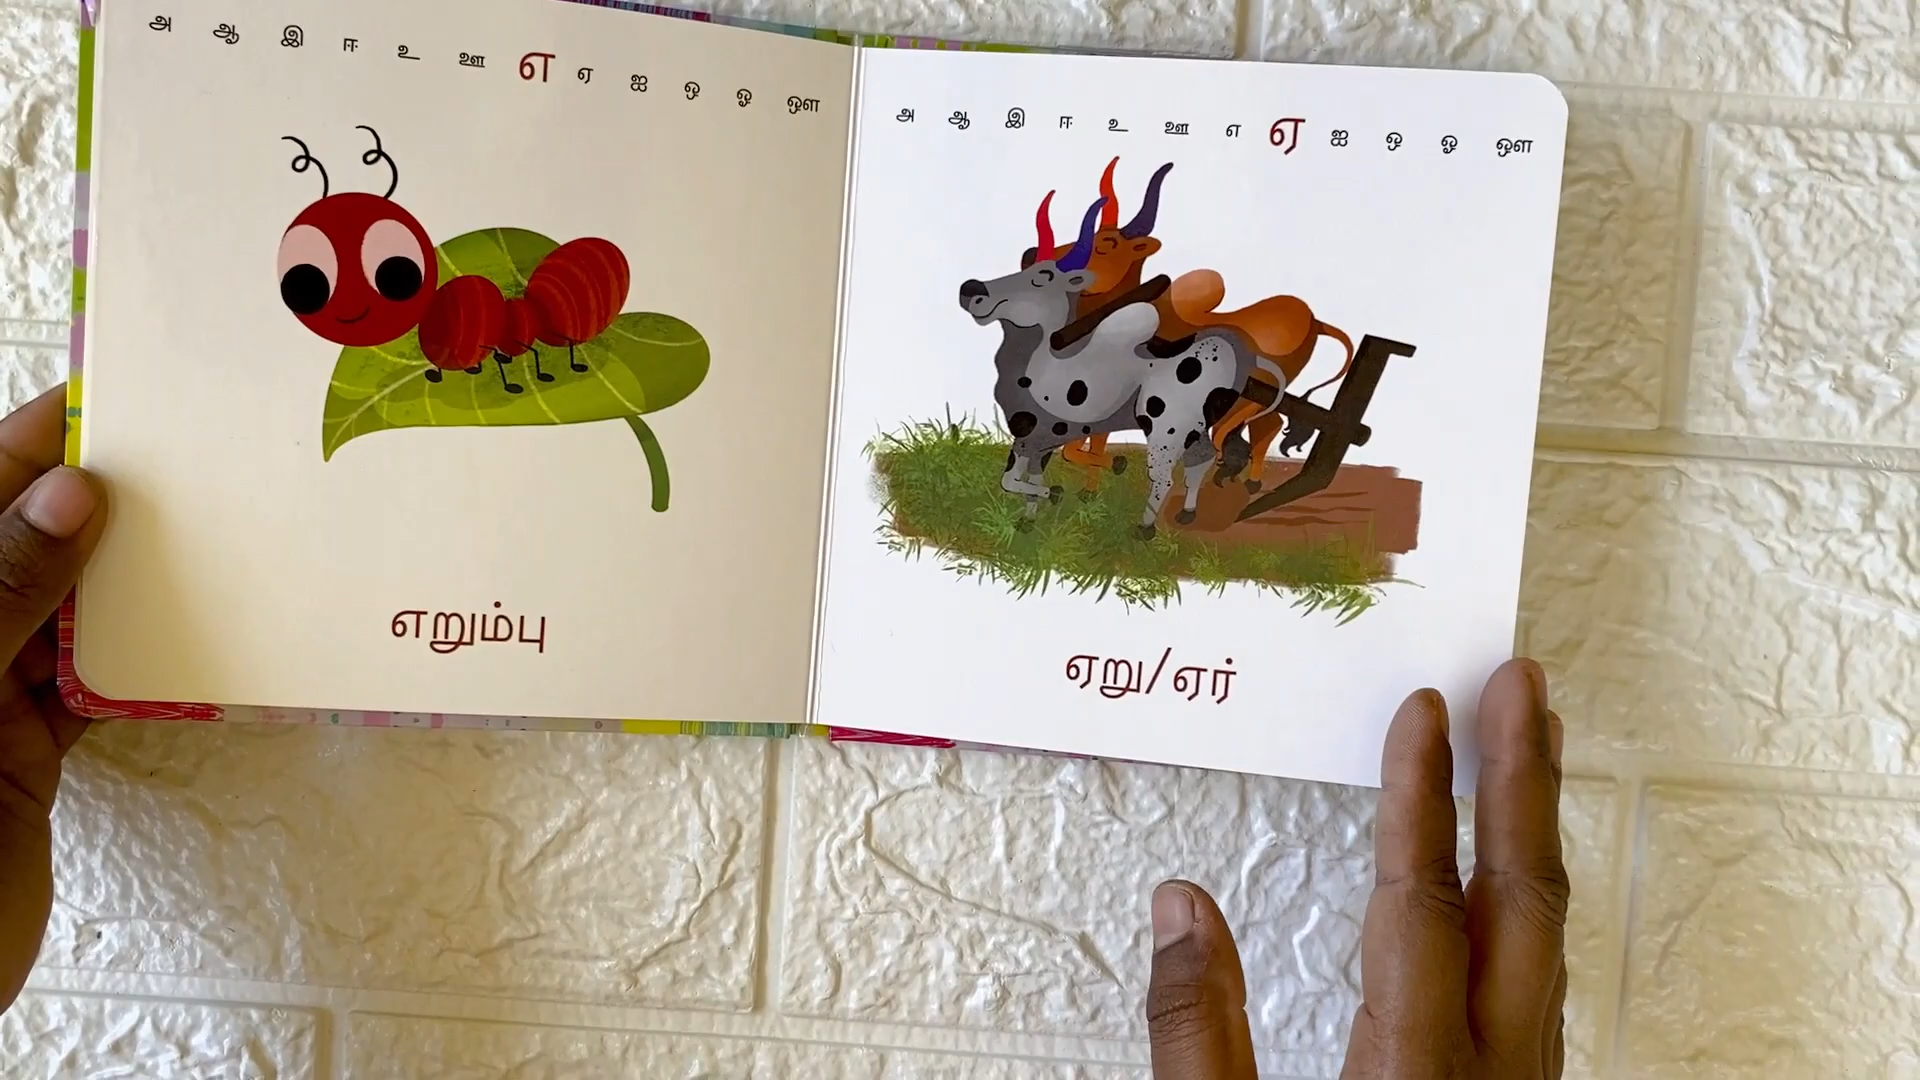 அ ஆ இ ஈ உ ஊ எ ஏ ஐ ஒ ஓ ஔ
எறும்பு
அ ஆ இ ஈ உ ஊ எ ஏ ஐ ஒ ஓ ஔ
ஏறு/ஏர்